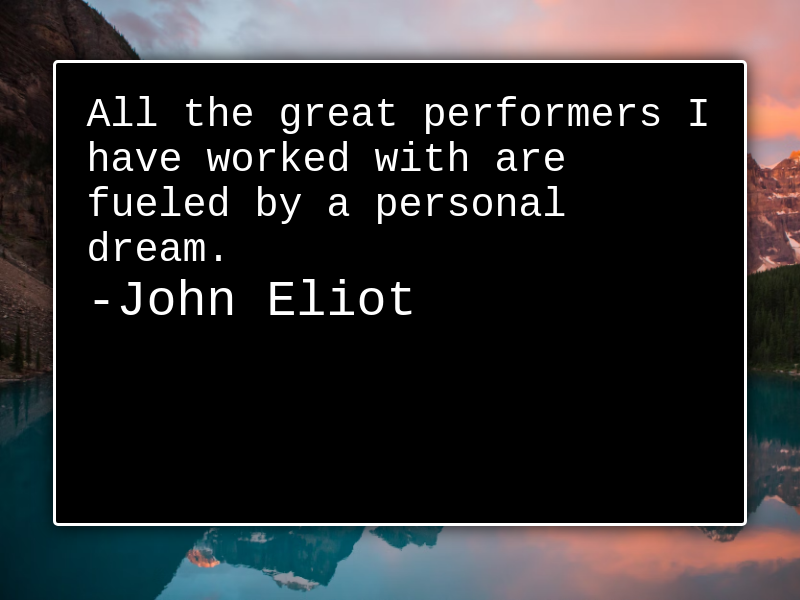 All the great performers I
have worked with are
fueled by a personal
dream.
-John Eliot